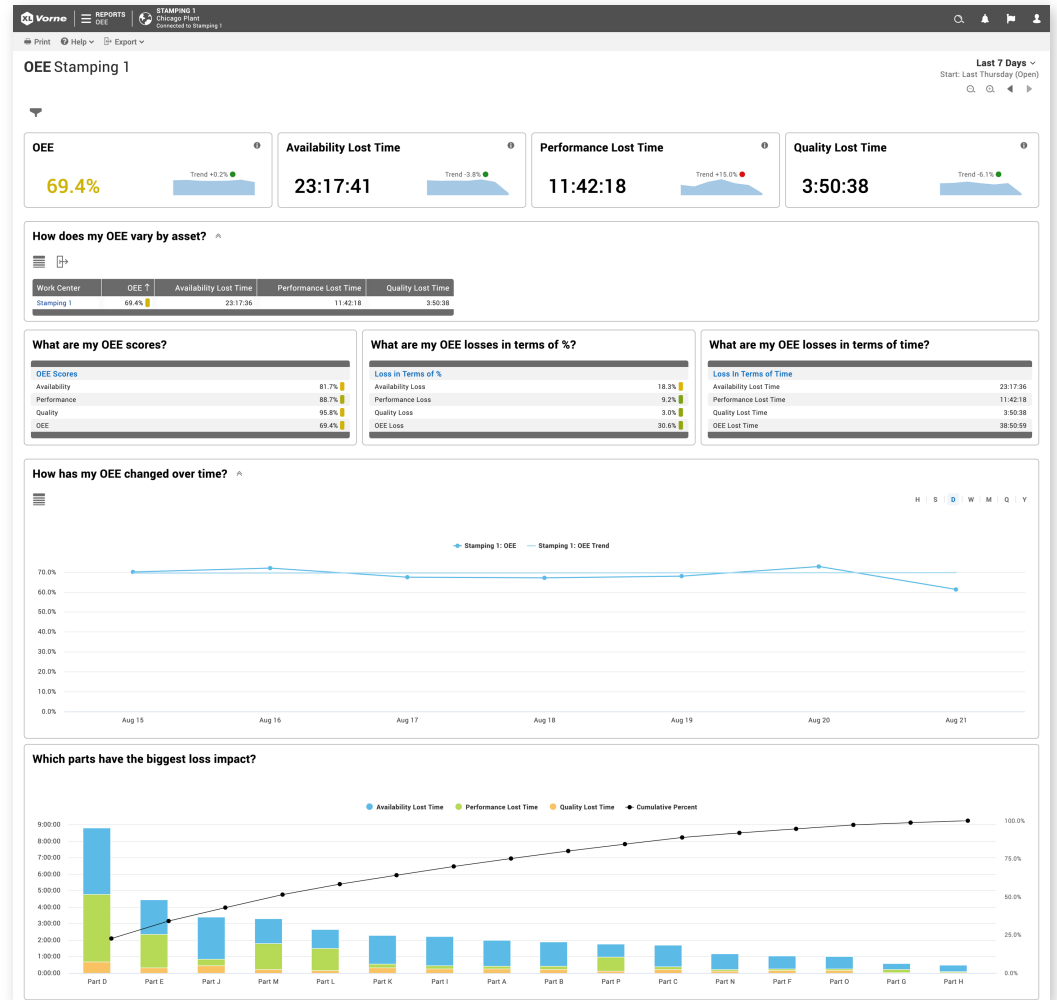 XL Vorne REPORTS OEE STAMPING 1 Chicago Plant Connected to Stamping 1
Print Help Export
OEE Stamping 1
Last 7 Days
Start: Last Thursday (Open)
OEE
69.4%
Trend +0.2%
Availability Lost Time
23:17:41
Trend -3.8%
Performance Lost Time
11:42:18
Trend +15.0%
Quality Lost Time
3:50:38
Trend -6.1%
How does my OEE vary by asset?
Work Center OEE ↑ Availability Lost Time Performance Lost Time Quality Lost Time
Stamping 1 69.4% 23:17:36 11:42:18 3:50:38
What are my OEE scores?
OEE Scores
Availability 81.7%
Performance 88.7%
Quality 95.8%
OEE 69.4%
What are my OEE losses in terms of %?
Loss in Terms of %
Availability Loss 18.3%
Performance Loss 9.2%
Quality Loss 3.0%
OEE Loss 30.6%
What are my OEE losses in terms of time?
Loss In Terms of Time
Availability Lost Time 23:17:36
Performance Lost Time 11:42:18
Quality Lost Time 3:50:38
OEE Lost Time 38:50:59
How has my OEE changed over time?
H S D W M Q Y
Stamping 1: OEE Stamping 1: OEE Trend
70.0%
60.0%
50.0%
40.0%
30.0%
20.0%
10.0%
0.0%
Aug 15 Aug 16 Aug 17 Aug 18 Aug 19 Aug 20 Aug 21
Which parts have the biggest loss impact?
Availability Lost Time Performance Lost Time Quality Lost Time Cumulative Percent
9:00:00 100.0%
8:00:00
7:00:00 75.0%
6:00:00
5:00:00 50.0%
4:00:00
3:00:00
2:00:00 25.0%
1:00:00
0:00:00 0.0%
Part D Part E Part J Part M Part L Part K Part I Part A Part B Part P Part C Part N Part F Part O Part G Part H